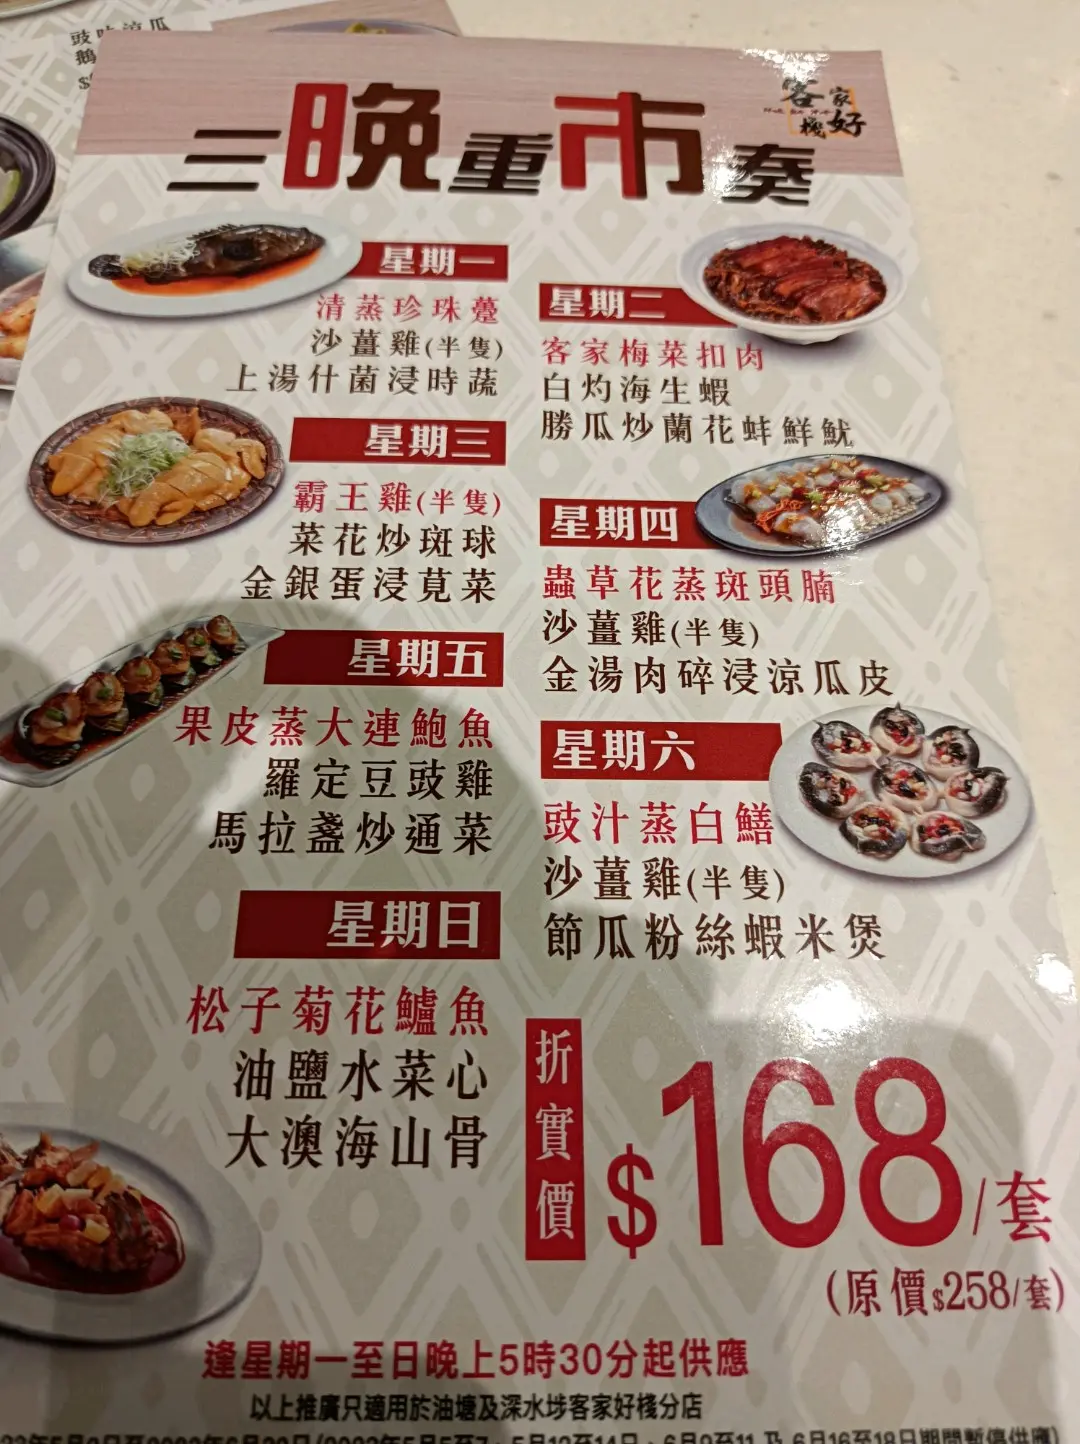 三晚重市奏
客家
好棧
星期一
清蒸珍珠躉
沙薑雞(半隻)
上湯什菌浸時蔬
星期二
客家梅菜扣肉
白灼海生蝦
勝瓜炒蘭花蚌鮮魷
星期三
霸王雞(半隻)
菜花炒斑球
金銀蛋浸莧菜
星期四
蟲草花蒸斑頭腩
沙薑雞(半隻)
金湯肉碎浸涼瓜皮
星期五
果皮蒸大連鮑魚
羅定豆豉雞
馬拉盞炒通菜
星期六
豉汁蒸白鱔
沙薑雞(半隻)
節瓜粉絲蝦米煲
星期日
松子菊花鱸魚
油鹽水菜心
大澳海山骨
折實價
$168/套
(原價$258/套)
逢星期一至日晚上5時30分起供應
以上推廣只適用於油塘及深水埗客家好棧分店